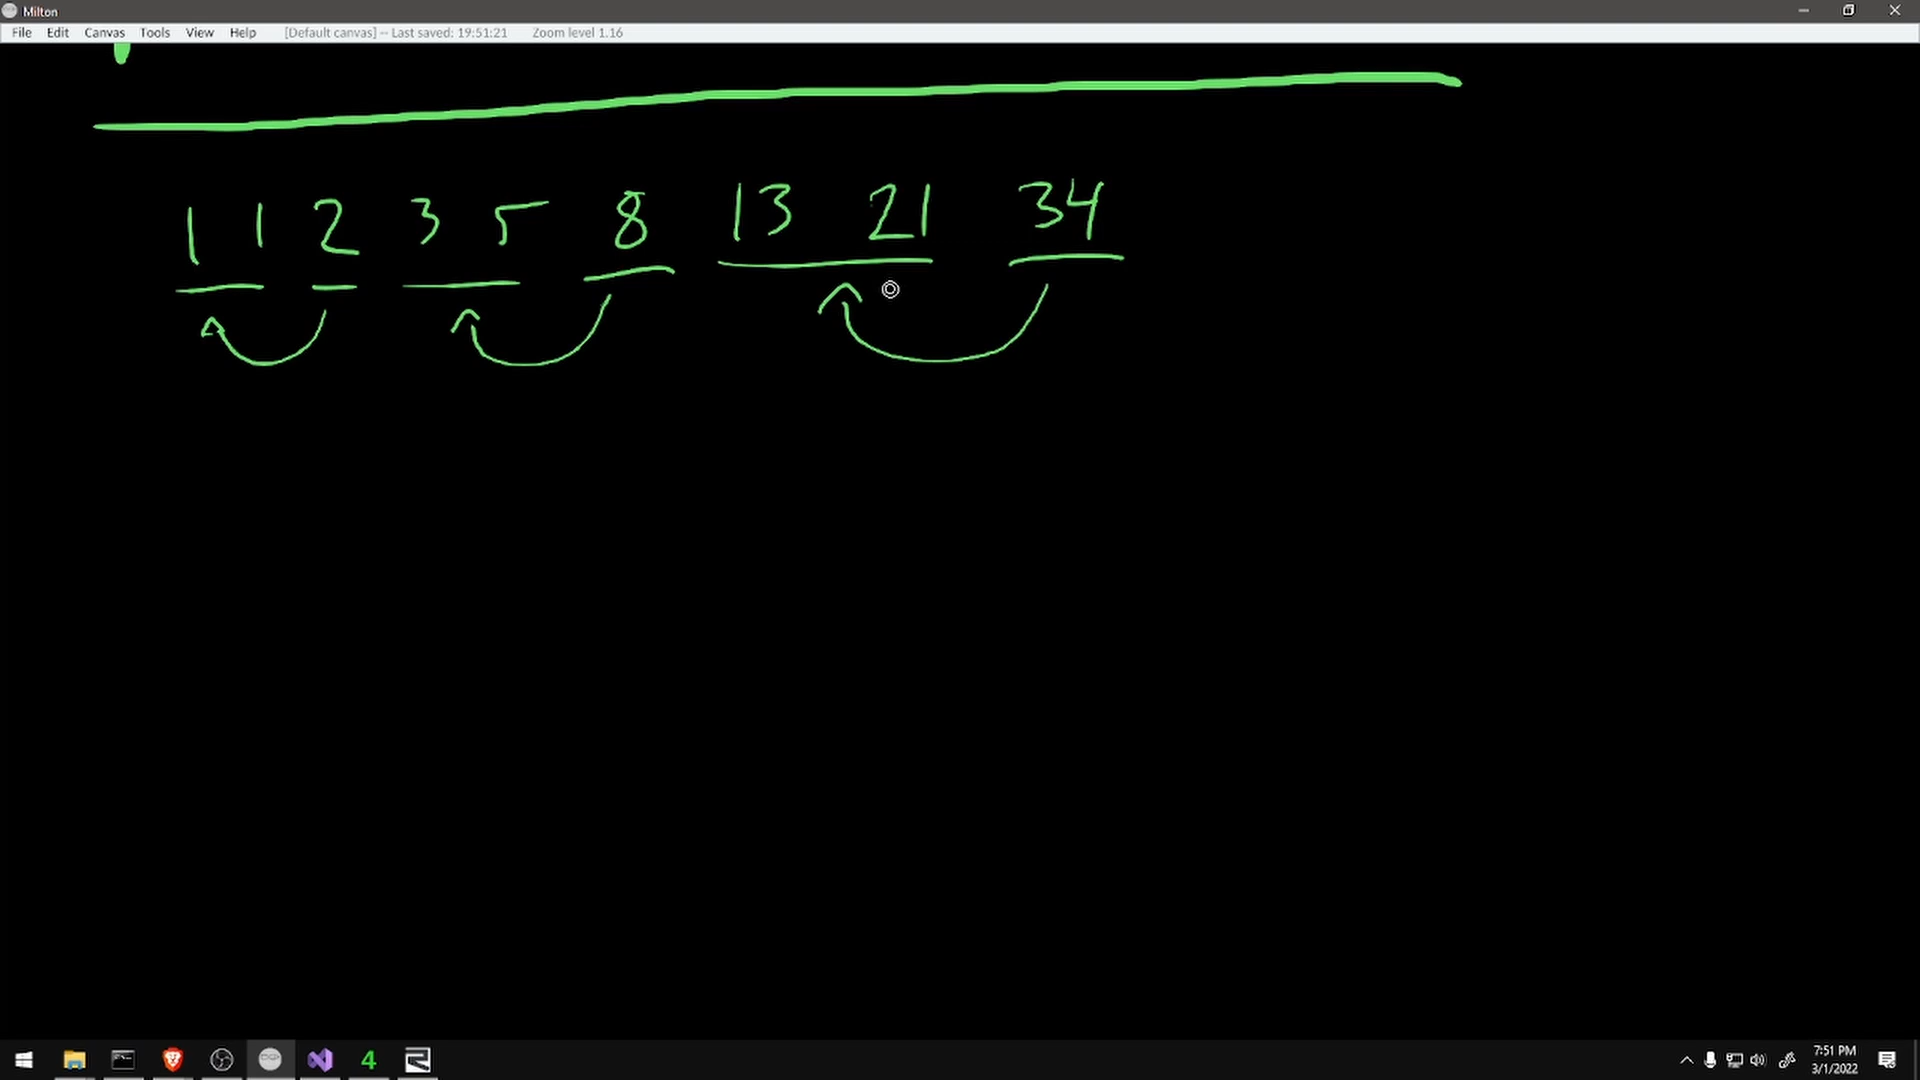 Milton
File Edit Canvas Tools View Help [Default canvas] -- Last saved: 19:51:21 Zoom level 1.16
1 1 2 3 5 8 13 21 34
4
7:51 PM
3/1/2022